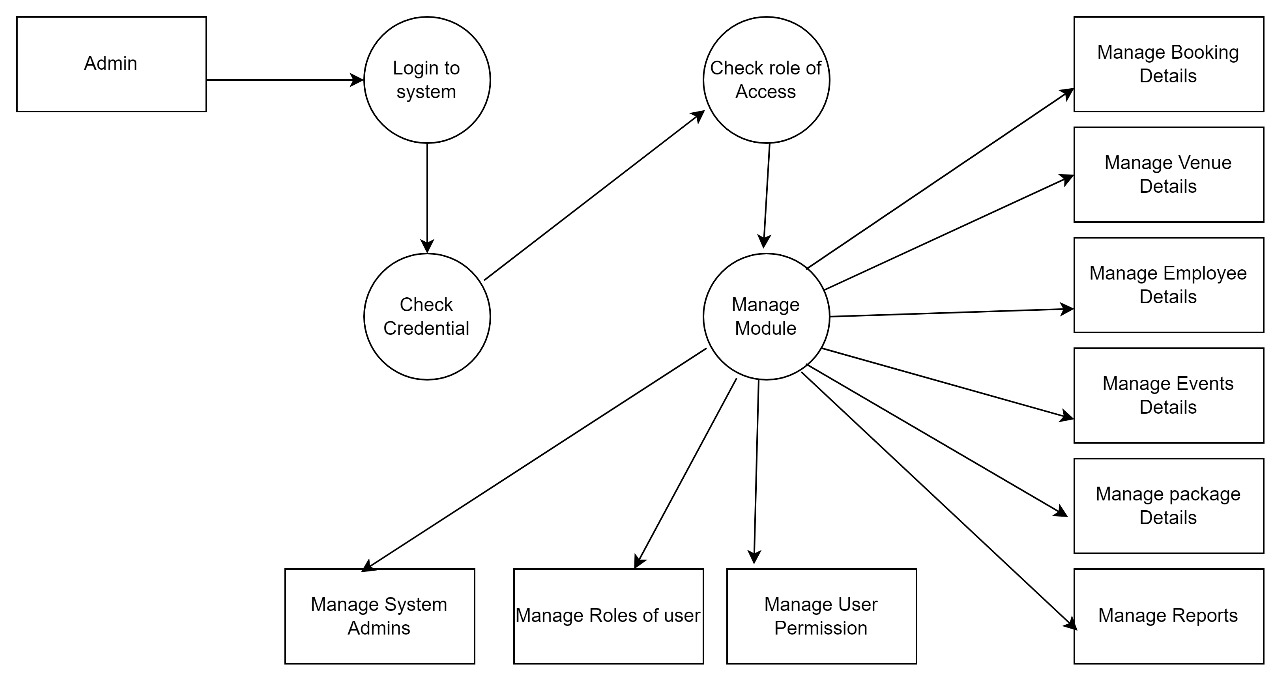 Admin
Login to
system
Check role of
Access
Manage Booking
Details
Manage Venue
Details
Manage Employee
Details
Check
Credential
Manage
Module
Manage Events
Details
Manage package
Details
Manage System
Admins
Manage Roles of user
Manage User
Permission
Manage Reports